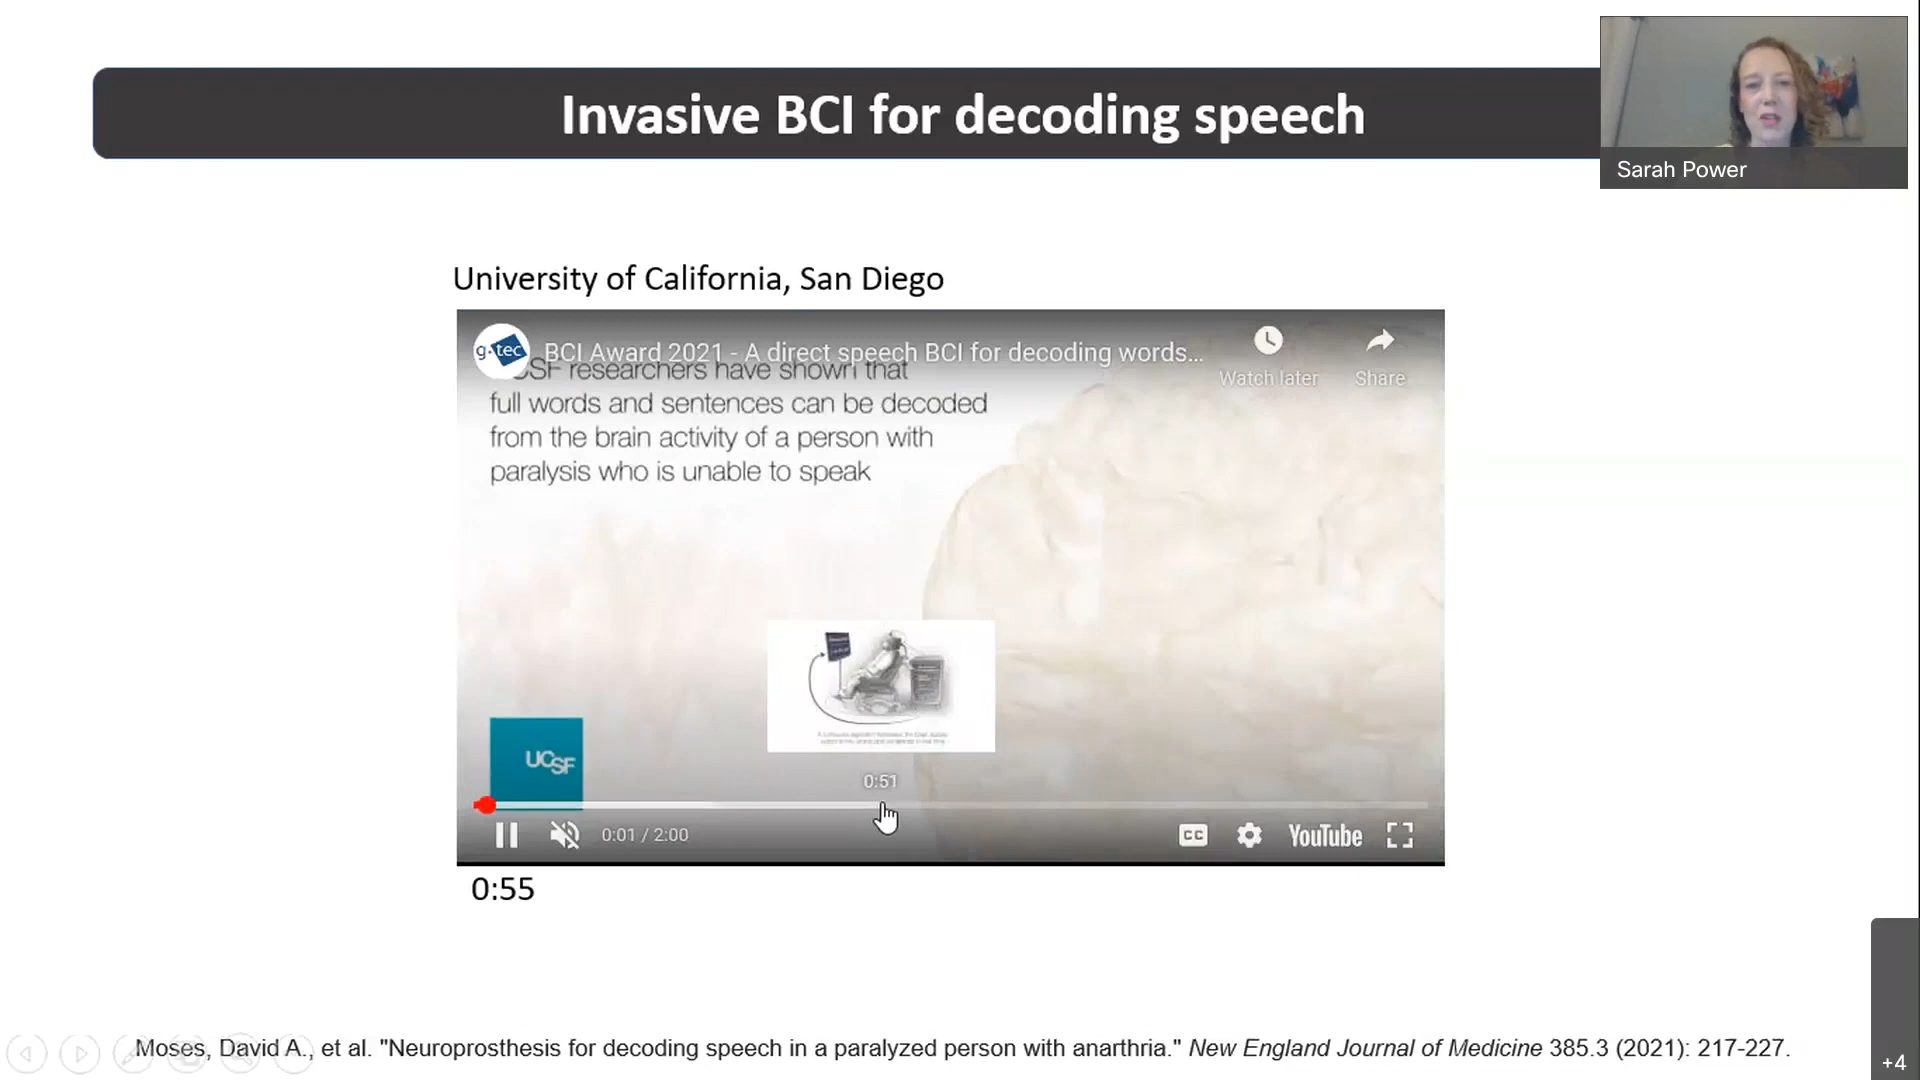 Invasive BCI for decoding speech
Sarah Power
University of California, San Diego
g.tec
BCI Award 2021 - A direct speech BCI for decoding words...
Watch later
Share
UCSF researchers have shown that
full words and sentences can be decoded
from the brain activity of a person with
paralysis who is unable to speak
UCSF
0:51
0:01 / 2:00
CC
YouTube
0:55
Moses, David A., et al. "Neuroprosthesis for decoding speech in a paralyzed person with anarthria." New England Journal of Medicine 385.3 (2021): 217-227.
+4